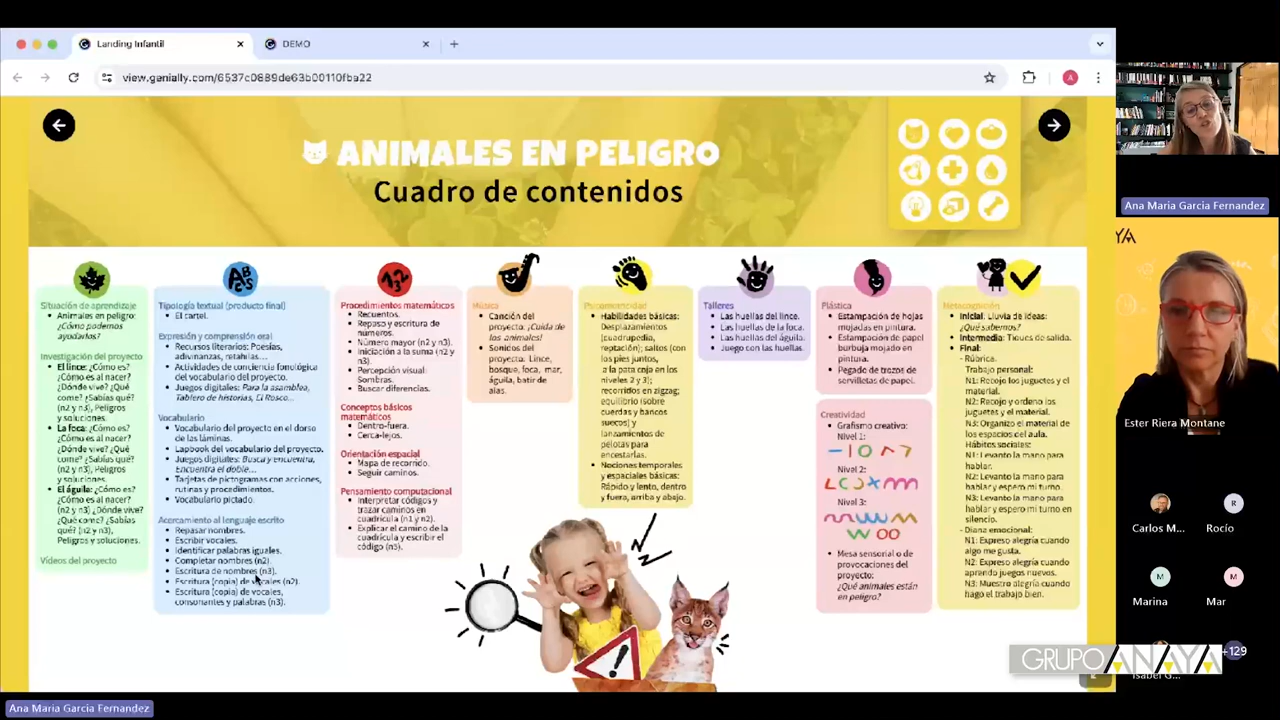 Landing Infantil
DEMO
view.genially.com/6537c0889de63b00110fba22
A
ANIMALES EN PELIGRO
Cuadro de contenidos
Situación de aprendizaje
Animales en peligro:
¿Cómo podemos
ayudarlos?
Investigación del proyecto
El lince: ¿Cómo es?
¿Cómo es al nacer?
¿Dónde vive? ¿Qué
come? ¿Sabías qué?
(n2 y n3), Peligros
y soluciones.
La foca: ¿Cómo es?
¿Cómo es al nacer?
¿Dónde vive? ¿Qué
come? ¿Sabías qué?
(n2 y n3), Peligros
y soluciones.
El águila: ¿Cómo es?
¿Cómo es al nacer?
(n2 y n3) ¿Dónde vive?
¿Qué come? ¿Sabías
qué? (n2 y n3),
Peligros y soluciones.
Vídeos del proyecto
Tipología textual (producto final)
El cartel.
Expresión y comprensión oral
Recursos literarios: Poesías,
adivinanzas, retahílas...
Actividades de conciencia fonológica
del vocabulario del proyecto.
Juegos digitales: Para la asamblea,
Tablero de historias, El Rosco...
Vocabulario
Vocabulario del proyecto en el dorso
de las láminas.
Lapbook del vocabulario del proyecto.
Juegos digitales: Busca y encuentra,
Encuentra el doble...
Tarjetas de pictogramas con acciones,
rutinas y procedimientos.
Vocabulario pictado.
Acercamiento al lenguaje escrito
Repasar nombres.
Escribir vocales.
Identificar palabras iguales.
Completar nombres (n2).
Escritura de nombres (n3).
Escritura (copia) de vocales (n2).
Escritura (copia) de vocales,
consonantes y palabras (n3).
123
Procedimientos matemáticos
Recuentos.
Repaso y escritura de
números.
Número mayor (n2 y n3).
Iniciación a la suma (n2 y
n3).
Percepción visual:
Sombras.
Buscar diferencias.
Conceptos básicos
matemáticos
Dentro-fuera.
Cerca-lejos.
Orientación espacial
Mapa de recorrido.
Seguir caminos.
Pensamiento computacional
Interpretar códigos y
trazar caminos en
cuadrícula (n1 y n2).
Explicar el camino de la
cuadrícula y escribir el
código (n3).
Música
Canción del
proyecto: ¡Cuida de
los animales!
Sonidos del
proyecto: Lince,
bosque, foca, mar,
águila, batir de
alas.
Psicomotricidad
Habilidades básicas:
Desplazamientos
(cuadrupedia,
reptación); saltos (con
los pies juntos,
a la pata coja en los
niveles 2 y 3);
recorridos en zigzag;
equilibrio (sobre
cuerdas y bancos
suecos) y
lanzamientos de
pelotas para
encestarlas.
Nociones temporales
y espaciales básicas:
Rápido y lento, dentro
y fuera, arriba y abajo.
Talleres
Las huellas del lince.
Las huellas de la foca.
Las huellas del águila.
Juego con las huellas.
Plástica
Estampación de hojas
mojadas en pintura.
Estampación de papel
burbuja mojado en
pintura.
Pegado de trozos de
servilletas de papel.
Creatividad
Grafismo creativo:
Nivel 1:
Nivel 2:
Nivel 3:
Mesa sensorial o de
provocaciones del
proyecto:
¿Qué animales están
en peligro?
Metacognición
Inicial: Lluvia de ideas:
¿Qué sabemos?
Intermedia: Tiques de salida.
Final:
- Rúbrica.
Trabajo personal:
N1: Recojo los juguetes y el
material.
N2: Recojo y ordeno los
juguetes y el material.
N3: Organizo el material de
los espacios del aula.
Hábitos sociales:
N1: Levanto la mano para
hablar.
N2: Levanto la mano para
hablar y espero mi turno.
N3: Levanto la mano para
hablar y espero mi turno en
silencio.
- Diana emocional:
N1: Expreso alegría cuando
algo me gusta.
N2: Expreso alegría cuando
aprendo juegos nuevos.
N3: Muestro alegría cuando
hago el trabajo bien.
Ana Maria Garcia Fernandez
YA
Ester Riera Montane
Carlos M...
R
Rocío
M
Marina
M
Mar
+129
Isabel G...
GRUPO ANAYA
Ana Maria Garcia Fernandez